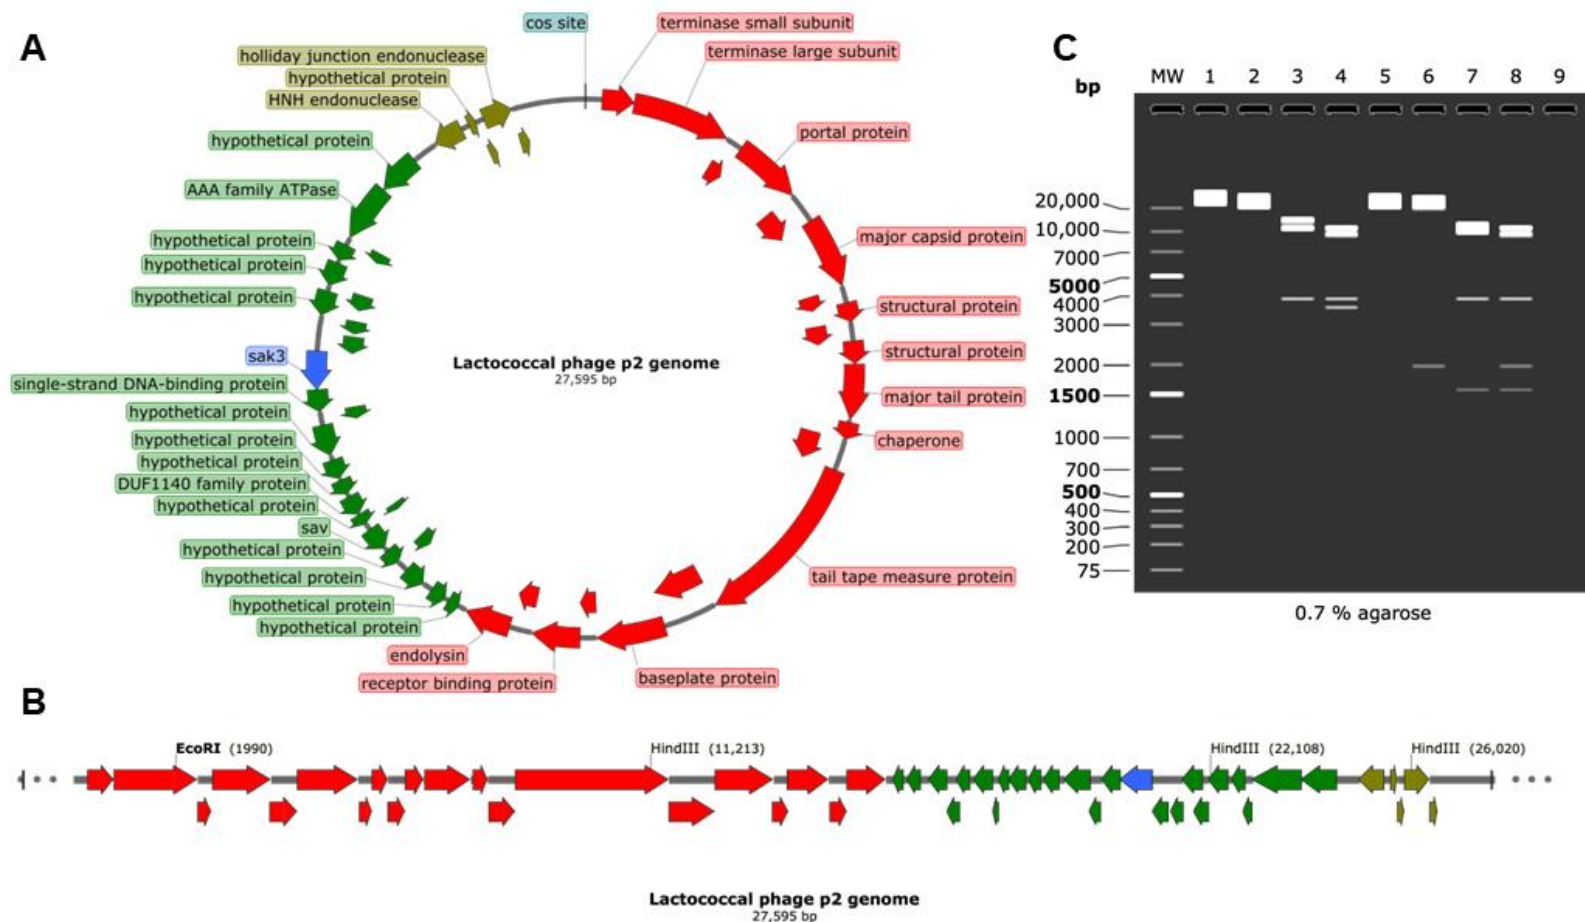 A
cos site
terminase small subunit
terminase large subunit
portal protein
major capsid protein
structural protein
structural protein
major tail protein
chaperone
tail tape measure protein
baseplate protein
receptor binding protein
endolysin
hypothetical protein
hypothetical protein
hypothetical protein
hypothetical protein
sav
hypothetical protein
DUF1140 family protein
hypothetical protein
hypothetical protein
hypothetical protein
single-strand DNA-binding protein
sak3
hypothetical protein
hypothetical protein
hypothetical protein
AAA family ATPase
hypothetical protein
HNH endonuclease
hypothetical protein
holliday junction endonuclease
Lactococcal phage p2 genome
27,595 bp
B
EcoRI (1990)
HindIII (11,213)
HindIII (22,108)
HindIII (26,020)
Lactococcal phage p2 genome
27,595 bp
C
bp
MW 1 2 3 4 5 6 7 8 9
20,000
10,000
7000
5000
4000
3000
2000
1500
1000
700
500
400
300
200
75
0.7 % agarose